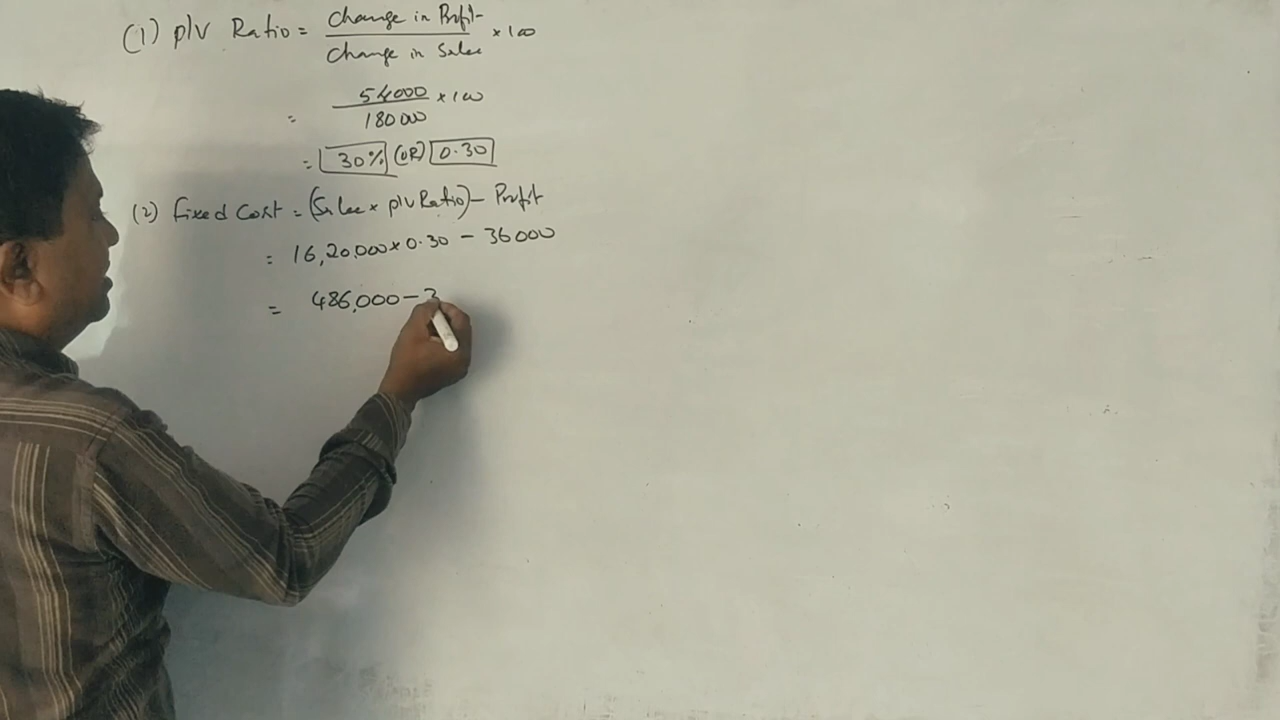 (1) P/V Ratio = Change in Profit / Change in Sales × 100
= 54000 / 180000 × 100
= 30% (OR) 0.30
(2) Fixed Cost = (Sales × P/V Ratio) - Profit
= 16,20,000 × 0.30 - 36000
= 486,000 - 3